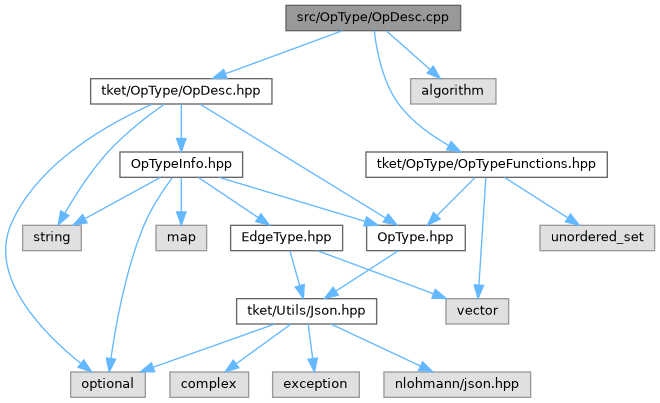 src/OpType/OpDesc.cpp
tket/OpType/OpDesc.hpp
algorithm
OpTypeInfo.hpp
tket/OpType/OpTypeFunctions.hpp
string
map
EdgeType.hpp
OpType.hpp
unordered_set
tket/Utils/Json.hpp
vector
optional
complex
exception
nlohmann/json.hpp